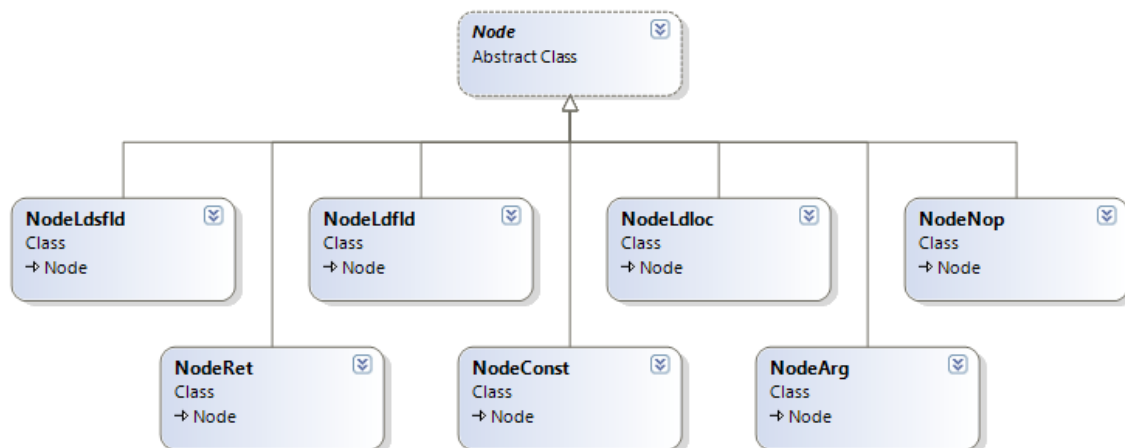 Node
Abstract Class
NodeLdsfld
Class
Node
NodeLdfld
Class
Node
NodeLdloc
Class
Node
NodeNop
Class
Node
NodeRet
Class
Node
NodeConst
Class
Node
NodeArg
Class
Node